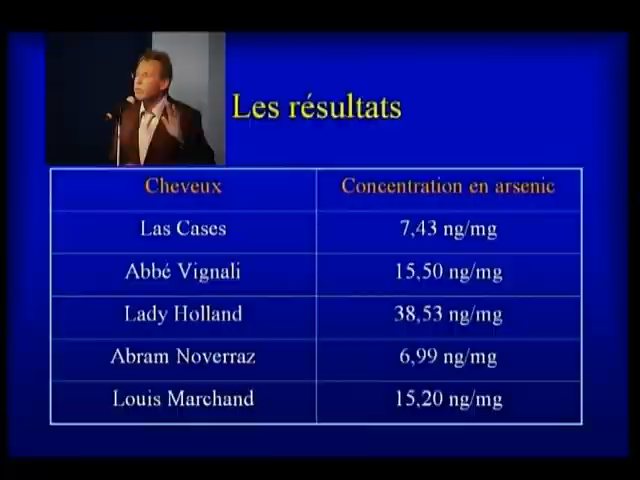 Les résultats
Cheveux Concentration en arsenic
Las Cases 7,43 ng/mg
Abbé Vignali 15,50 ng/mg
Lady Holland 38,53 ng/mg
Abram Noverraz 6,99 ng/mg
Louis Marchand 15,20 ng/mg